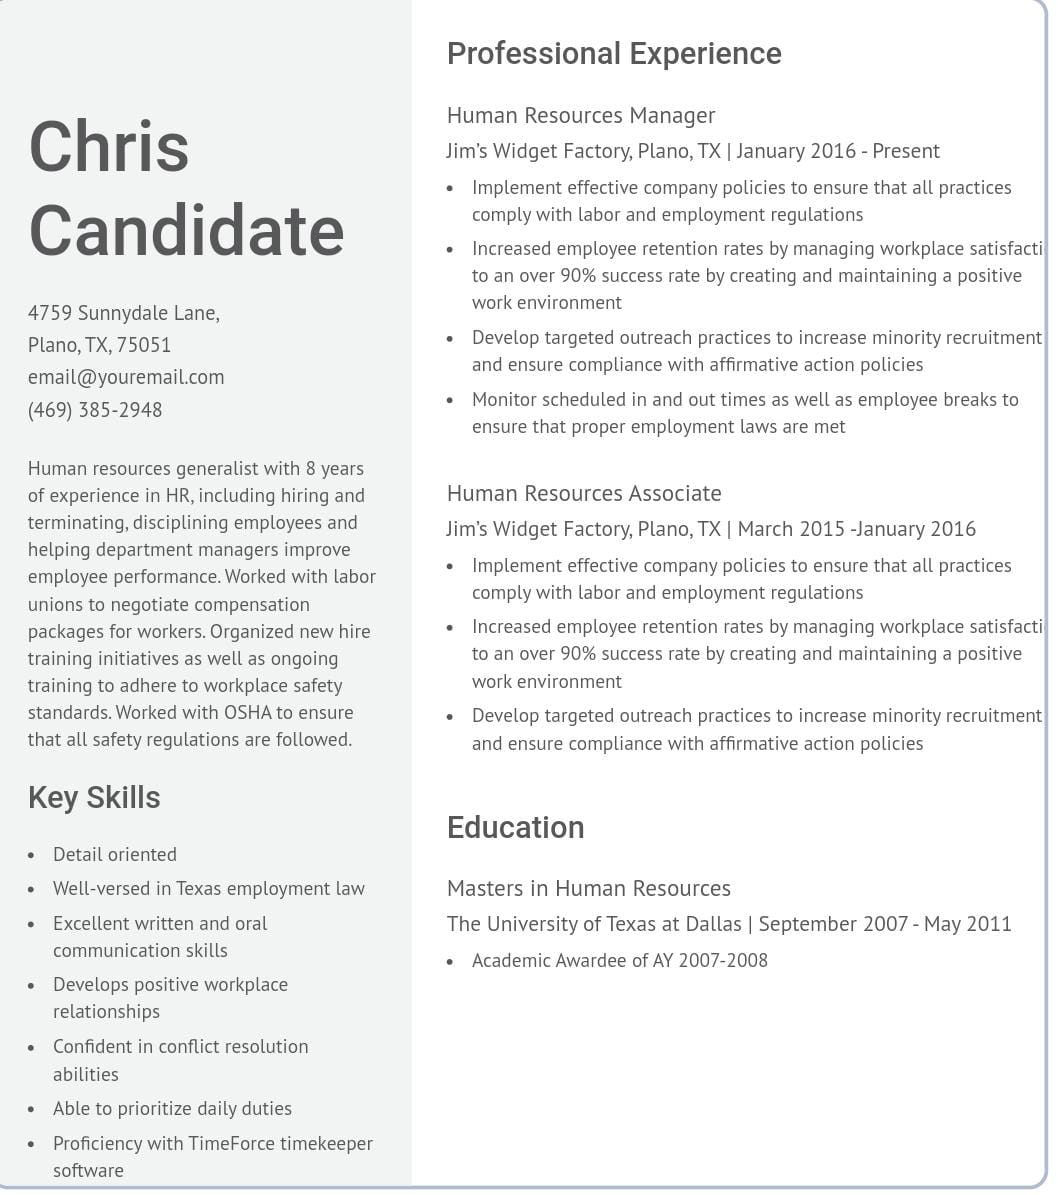 Chris
Candidate
4759 Sunnydale Lane,
Plano, TX, 75051
email@youremail.com
(469) 385-2948
Human resources generalist with 8 years
of experience in HR, including hiring and
terminating, disciplining employees and
helping department managers improve
employee performance. Worked with labor
unions to negotiate compensation
packages for workers. Organized new hire
training initiatives as well as ongoing
training to adhere to workplace safety
standards. Worked with OSHA to ensure
that all safety regulations are followed.
Key Skills
• Detail oriented
• Well-versed in Texas employment law
• Excellent written and oral
communication skills
• Develops positive workplace
relationships
• Confident in conflict resolution
abilities
• Able to prioritize daily duties
• Proficiency with TimeForce timekeeper
software
Professional Experience
Human Resources Manager
Jim's Widget Factory, Plano, TX | January 2016 - Present
• Implement effective company policies to ensure that all practices
comply with labor and employment regulations
• Increased employee retention rates by managing workplace satisfacti
to an over 90% success rate by creating and maintaining a positive
work environment
• Develop targeted outreach practices to increase minority recruitment
and ensure compliance with affirmative action policies
• Monitor scheduled in and out times as well as employee breaks to
ensure that proper employment laws are met
Human Resources Associate
Jim's Widget Factory, Plano, TX | March 2015 -January 2016
• Implement effective company policies to ensure that all practices
comply with labor and employment regulations
• Increased employee retention rates by managing workplace satisfacti
to an over 90% success rate by creating and maintaining a positive
work environment
• Develop targeted outreach practices to increase minority recruitment
and ensure compliance with affirmative action policies
Education
Masters in Human Resources
The University of Texas at Dallas | September 2007 - May 2011
• Academic Awardee of AY 2007-2008